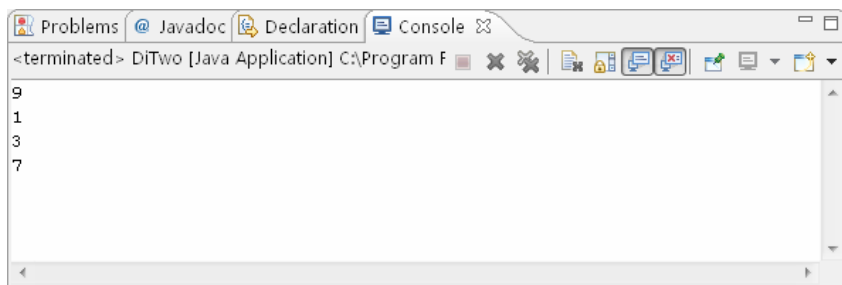 Problems @ Javadoc Declaration Console
<terminated> DiTwo [Java Application] C:\Program F
9
1
3
7